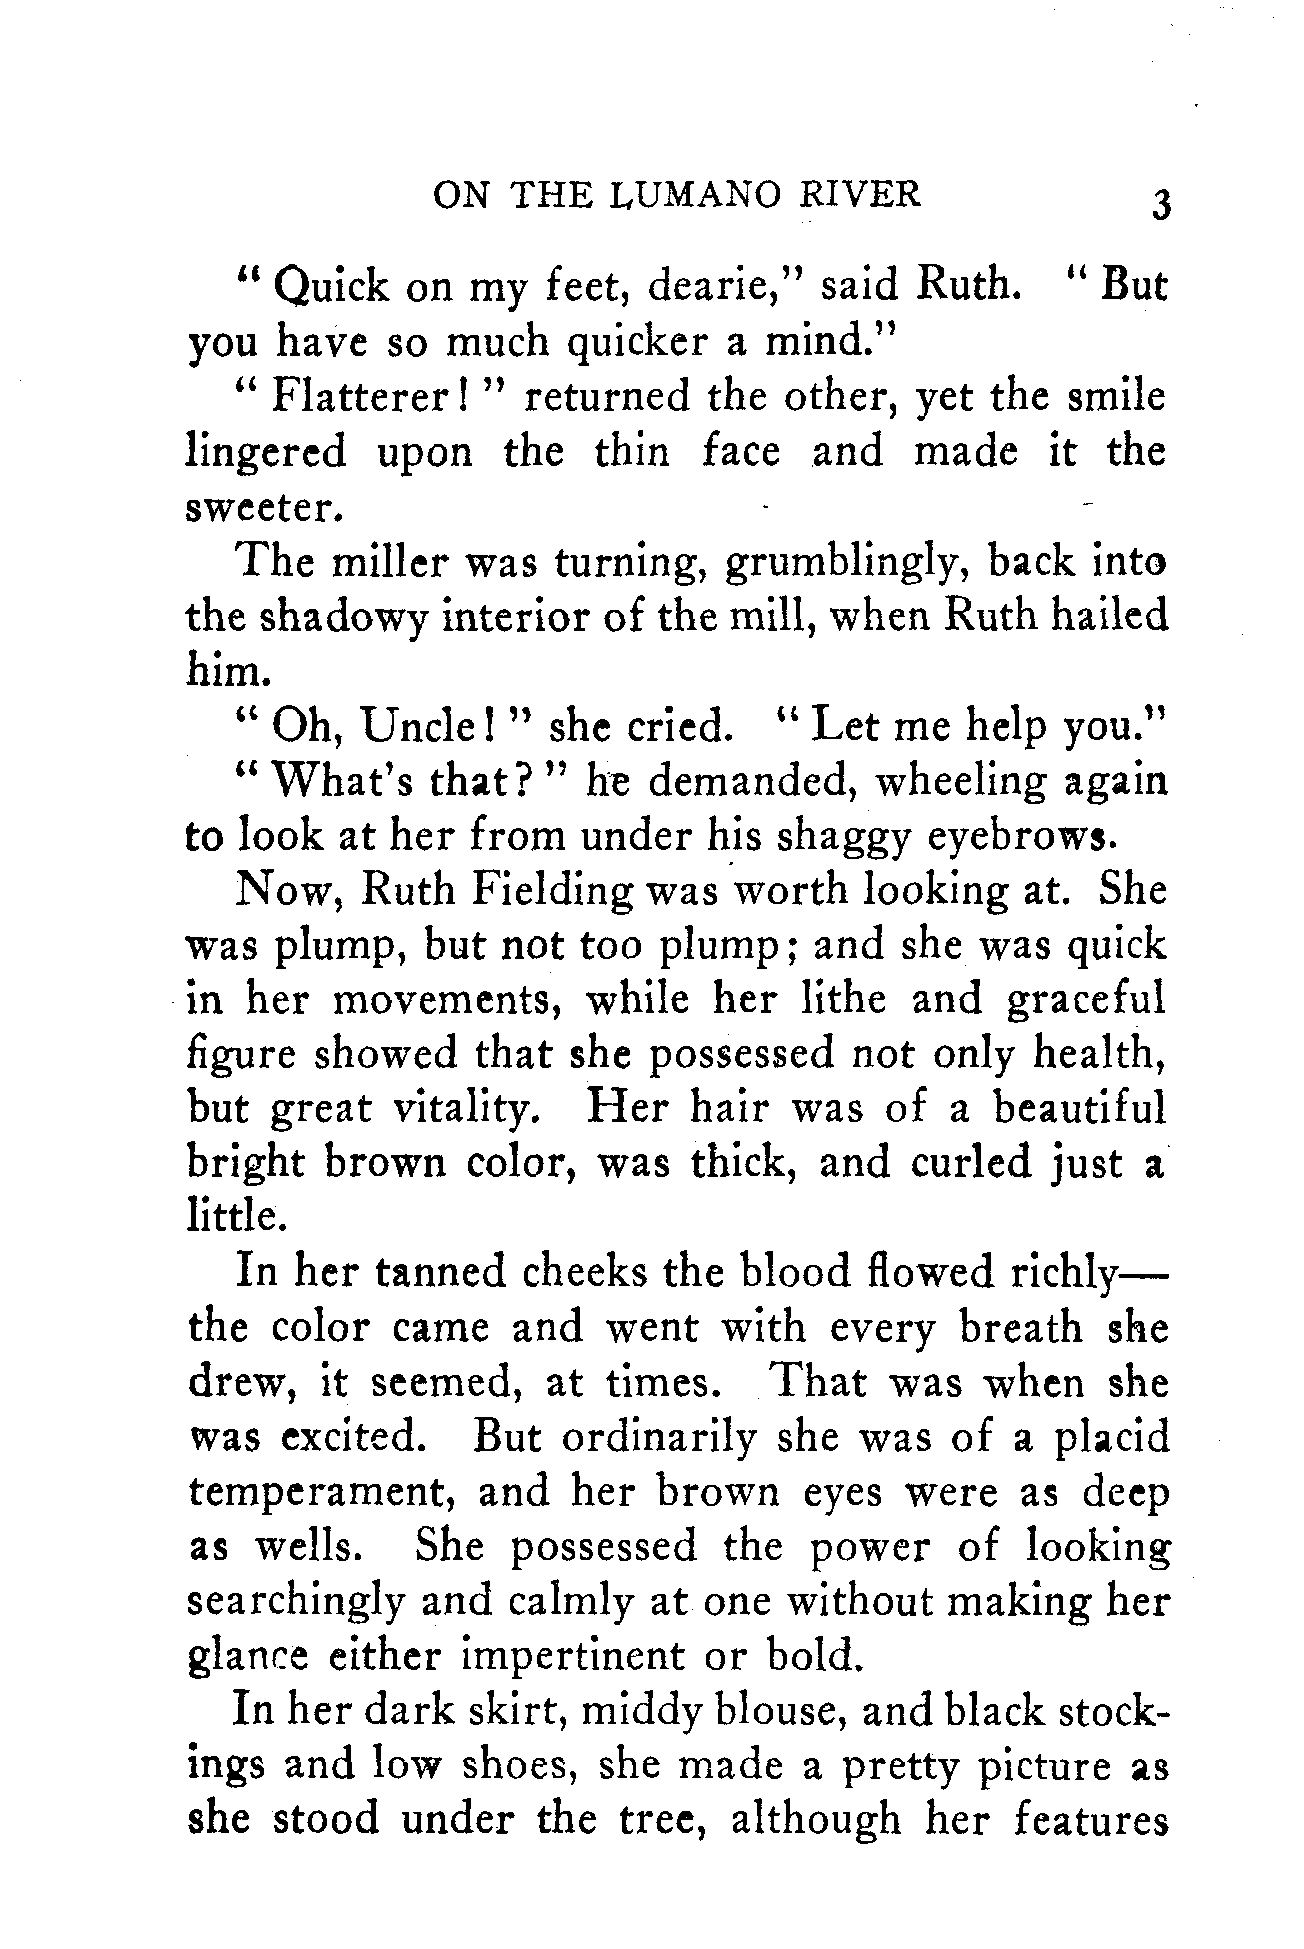 ON THE LUMANO RIVER 3
“ Quick on my feet, dearie,” said Ruth. “ But
you have so much quicker a mind.”
“ Flatterer! ” returned the other, yet the smile
lingered upon the thin face and made it the
sweeter.
The miller was turning, grumblingly, back into
the shadowy interior of the mill, when Ruth hailed
him.
“ Oh, Uncle! ” she cried. “ Let me help you.”
“ What’s that? ” he demanded, wheeling again
to look at her from under his shaggy eyebrows.
Now, Ruth Fielding was worth looking at. She
was plump, but not too plump; and she was quick
in her movements, while her lithe and graceful
figure showed that she possessed not only health,
but great vitality. Her hair was of a beautiful
bright brown color, was thick, and curled just a
little.
In her tanned cheeks the blood flowed richly—
the color came and went with every breath she
drew, it seemed, at times. That was when she
was excited. But ordinarily she was of a placid
temperament, and her brown eyes were as deep
as wells. She possessed the power of looking
searchingly and calmly at one without making her
glance either impertinent or bold.
In her dark skirt, middy blouse, and black stock-
ings and low shoes, she made a pretty picture as
she stood under the tree, although her features